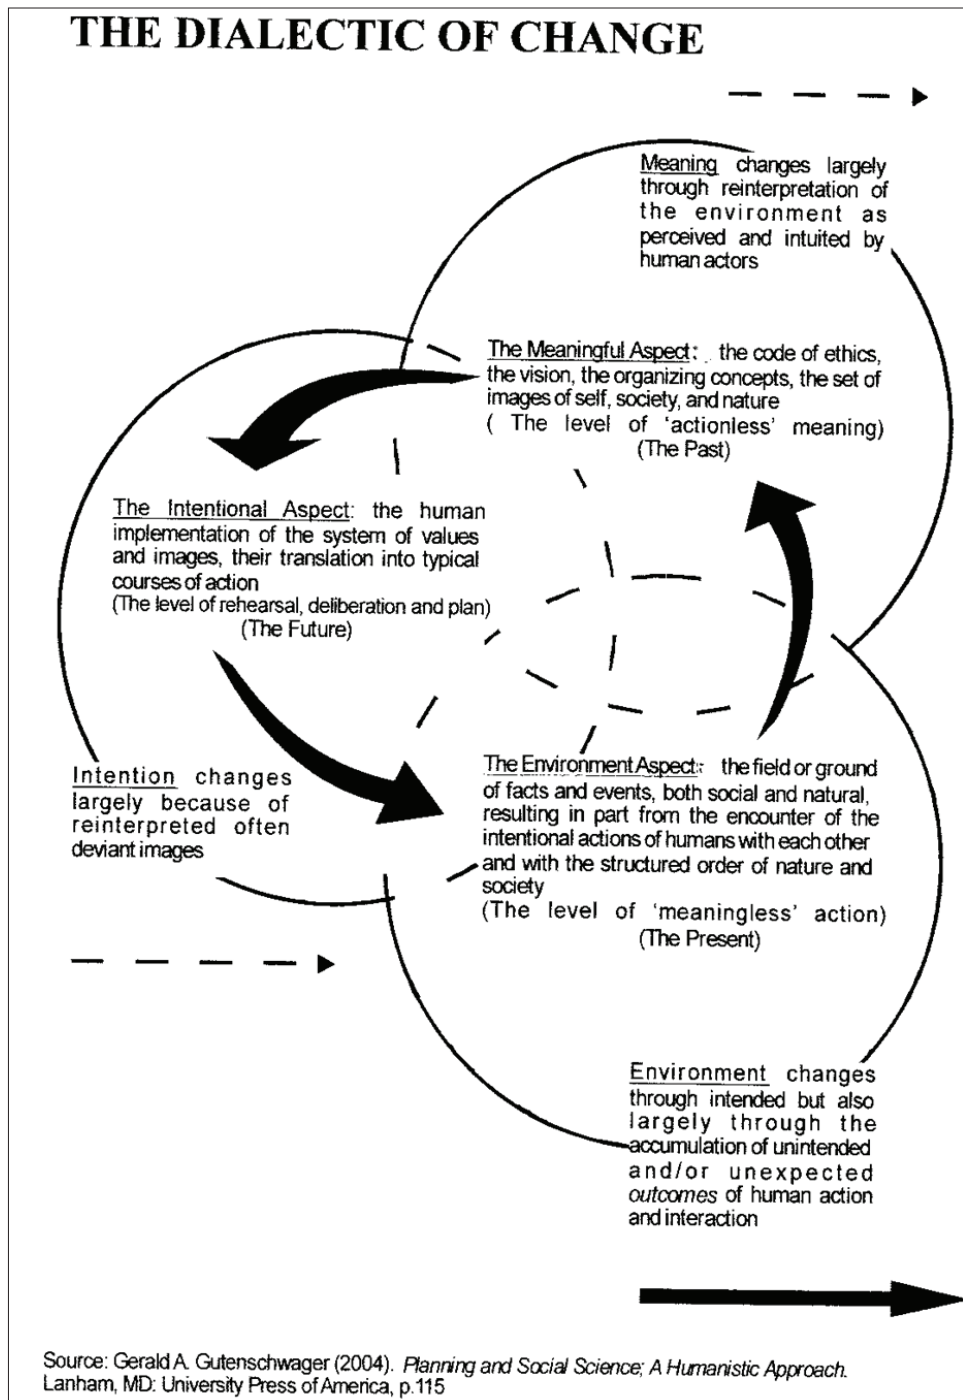 THE DIALECTIC OF CHANGE
Meaning changes largely
through reinterpretation of
the environment as
perceived and intuited by
human actors
The Meaningful Aspect: the code of ethics,
the vision, the organizing concepts, the set of
images of self, society, and nature
( The level of 'actionless' meaning)
(The Past)
The Intentional Aspect: the human
implementation of the system of values
and images, their translation into typical
courses of action
(The level of rehearsal, deliberation and plan)
(The Future)
Intention changes
largely because of
reinterpreted often
deviant images
The Environment Aspect: the field or ground
of facts and events, both social and natural,
resulting in part from the encounter of the
intentional actions of humans with each other
and with the structured order of nature and
society
(The level of 'meaningless' action)
(The Present)
Environment changes
through intended but also
largely through the
accumulation of unintended
and/or unexpected
outcomes of human action
and interaction
Source: Gerald A. Gutenschwager (2004). Planning and Social Science; A Humanistic Approach.
Lanham, MD: University Press of America, p.115